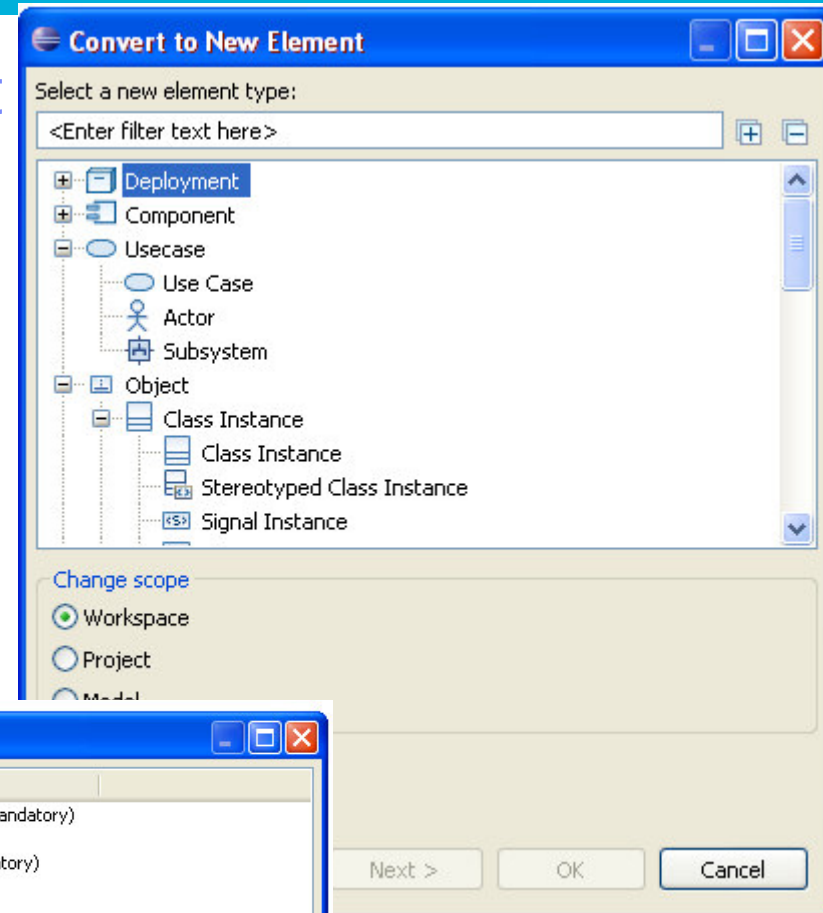 Convert to New Element
Select a new element type:
<Enter filter text here>
Deployment
Component
Usecase
Use Case
Actor
Subsystem
Object
Class Instance
Class Instance
Stereotyped Class Instance
<S> Signal Instance
Change scope
Workspace
Project
Next > OK Cancel